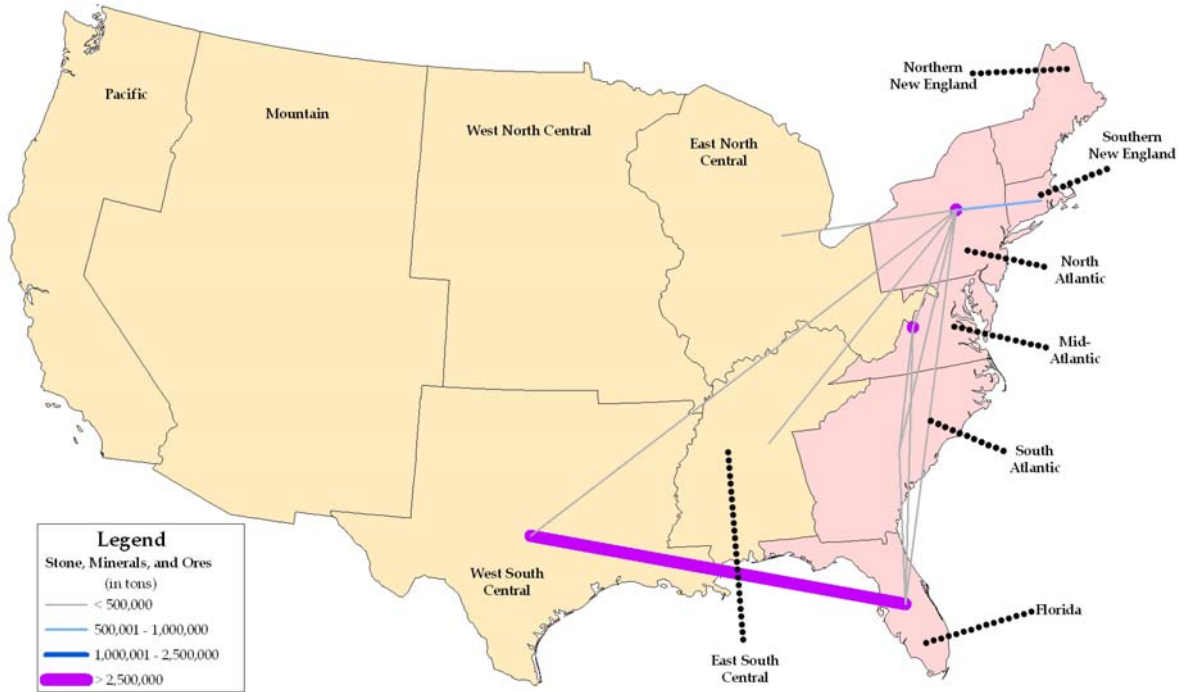 Pacific
Mountain
West North Central
East North
Central
Northern
New England
Southern
New England
North
Atlantic
Mid-
Atlantic
South
Atlantic
Florida
West South
Central
East South
Central
Legend
Stone, Minerals, and Ores
(in tons)
< 500,000
500,001 - 1,000,000
1,000,001 - 2,500,000
> 2,500,000